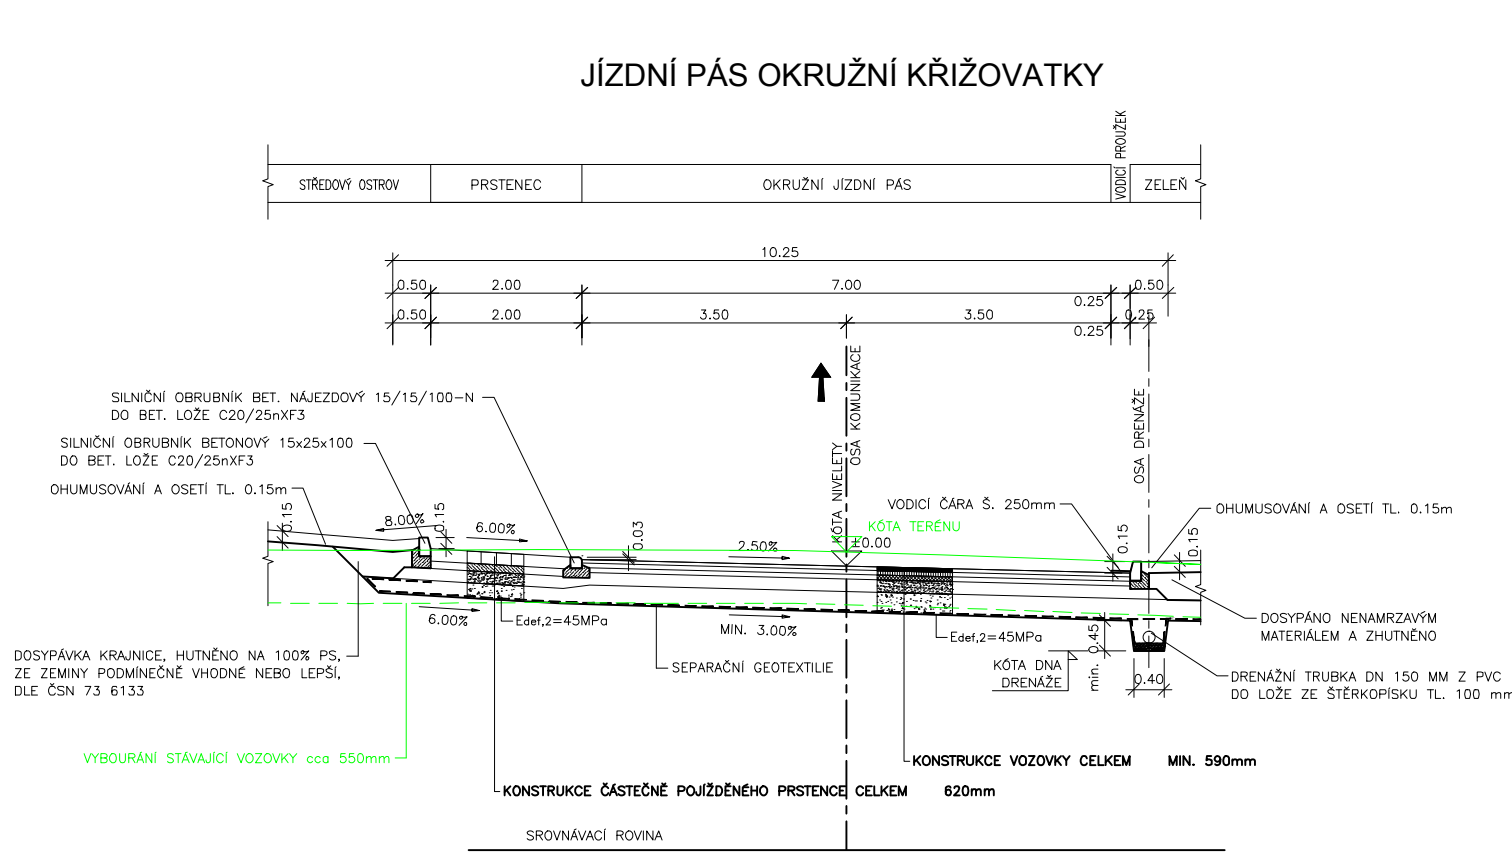 JÍZDNÍ PÁS OKRUŽNÍ KŘIŽOVATKY
STŘEDOVÝ OSTROV
PRSTENEC
OKRUŽNÍ JÍZDNÍ PÁS
VODICÍ PROUŽEK
ZELEŇ
10.25
0.50
2.00
7.00
0.25
0.50
0.50
2.00
3.50
3.50
0.25
0.25
SILNIČNÍ OBRUBNÍK BET. NÁJEZDOVÝ 15/15/100-N
DO BET. LOŽE C20/25nXF3
SILNIČNÍ OBRUBNÍK BETONOVÝ 15x25x100
DO BET. LOŽE C20/25nXF3
OHUMUSOVÁNÍ A OSETÍ TL. 0.15m
KÓTA NIVELETY
OSA KOMUNIKACE
OSA DRENÁŽE
VODICÍ ČÁRA Š. 250mm
OHUMUSOVÁNÍ A OSETÍ TL. 0.15m
KÓTA TERÉNU
±0.00
0.15
8.00%
0.15
6.00%
0.03
2.50%
0.15
0.15
6.00%
Edef,2=45MPa
MIN. 3.00%
Edef,2=45MPa
SEPARAČNÍ GEOTEXTILIE
KÓTA DNA
DRENÁŽE
min. 0.45
0.40
DOSYPÁNO NENAMRZAVÝM
MATERIÁLEM A ZHUTNĚNO
DRENÁŽNÍ TRUBKA DN 150 MM Z PVC
DO LOŽE ZE ŠTĚRKOPÍSKU TL. 100 mm
DOSYPÁVKA KRAJNICE, HUTNĚNO NA 100% PS,
ZE ZEMINY PODMÍNEČNĚ VHODNÉ NEBO LEPŠÍ,
DLE ČSN 73 6133
VYBOURÁNÍ STÁVAJÍCÍ VOZOVKY cca 550mm
KONSTRUKCE VOZOVKY CELKEM MIN. 590mm
KONSTRUKCE ČÁSTEČNĚ POJÍŽDĚNÉHO PRSTENCE CELKEM 620mm
SROVNÁVACÍ ROVINA